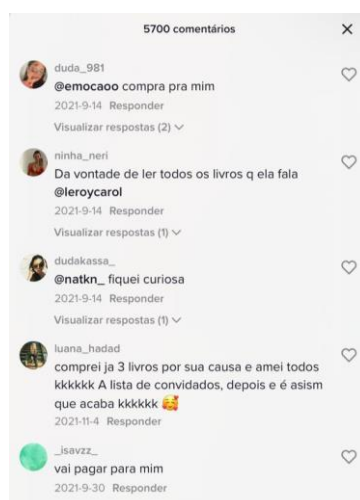 5700 comentários
duda_981
@emocaoo compra pra mim
2021-9-14 Responder
Visualizar respostas (2)
ninha_neri
Da vontade de ler todos os livros q ela fala
@leroycarol
2021-9-14 Responder
Visualizar respostas (1)
dudakassa_
@natkn_ fiquei curiosa
2021-9-14 Responder
Visualizar respostas (1)
luana_hadad
comprei ja 3 livros por sua causa e amei todos
kkkkkk A lista de convidados, depois e é asism
que acaba kkkkkk 🥰
2021-11-4 Responder
_isavzz_
vai pagar para mim
2021-9-30 Responder